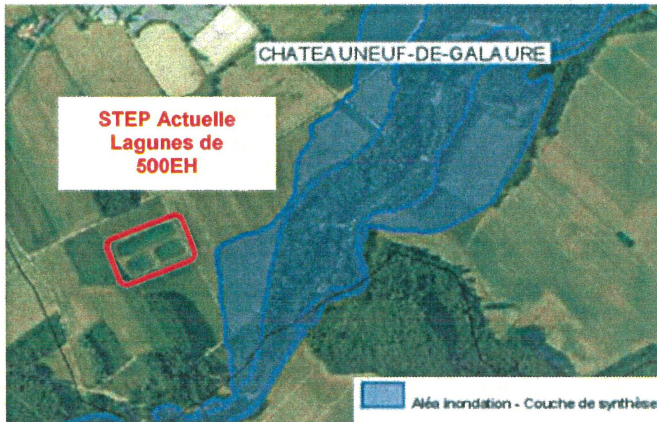 CHATEAUNEUF-DE-GALAURE
STEP Actuelle
Lagunes de
500EH
Aléa inondation - Couche de synthèse